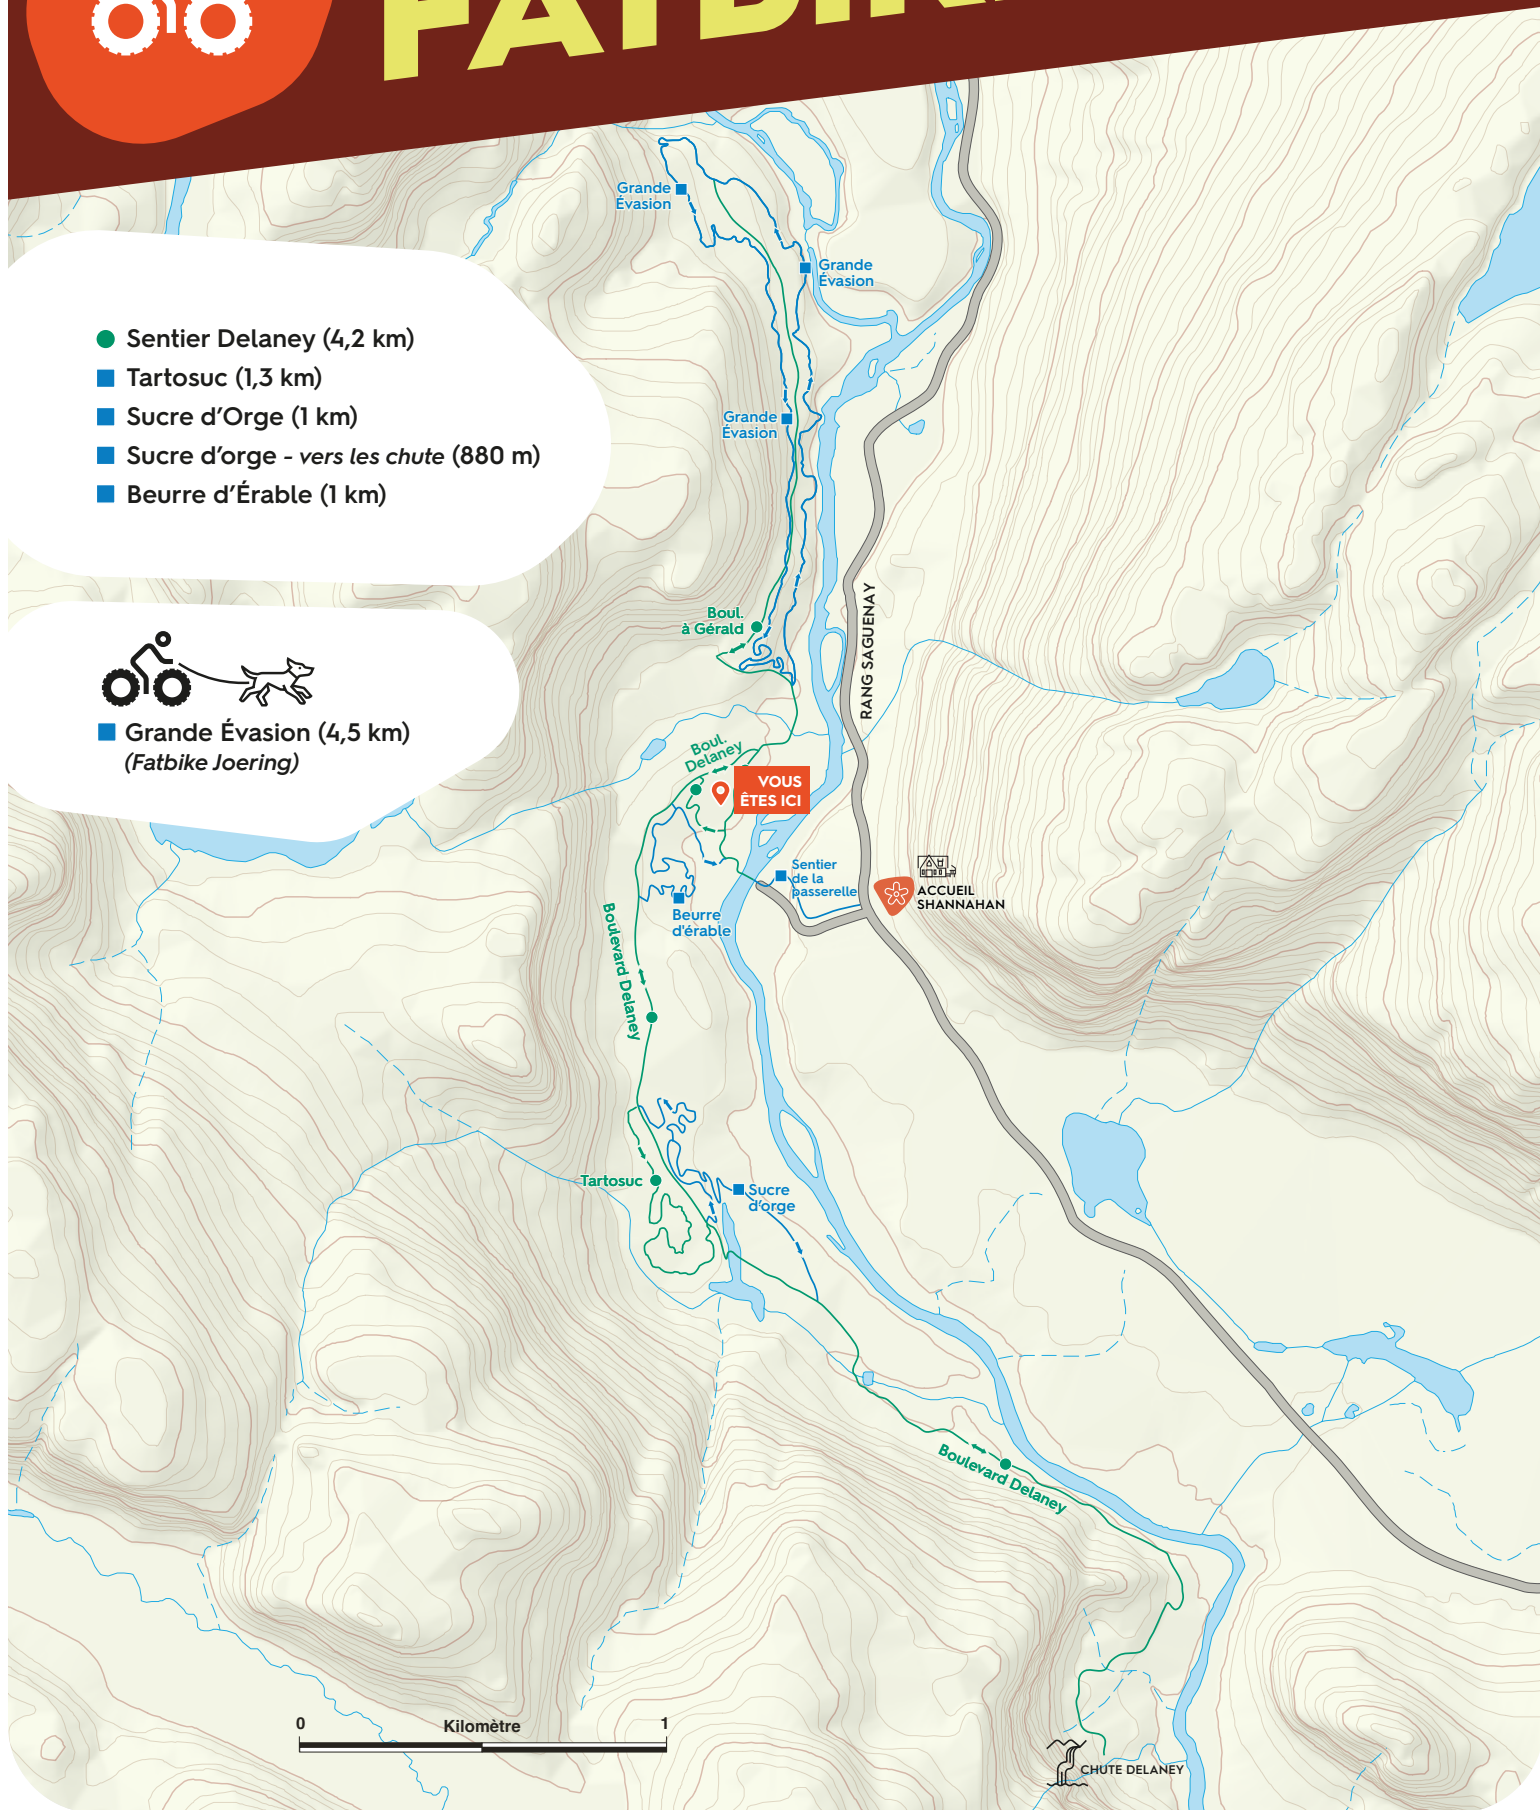 Grande
Évasion
Grande
Évasion
Sentier Delaney (4,2 km)
Tartosuc (1,3 km)
Sucre d'Orge (1 km)
Sucre d'orge - vers les chute (880 m)
Beurre d'Érable (1 km)
Grande
Évasion
Boul.
à Gérald
RANG SAGUENAY
Grande Évasion (4,5 km)
(Fatbike Joering)
Boul.
Delaney
VOUS
ÊTES ICI
Sentier
de la
passerelle
ACCUEIL
SHANNAHAN
Beurre
d'érable
Boulevard Delaney
Tartosuc
Sucre
d'orge
Boulevard Delaney
0 Kilomètre 1
CHUTE DELANEY